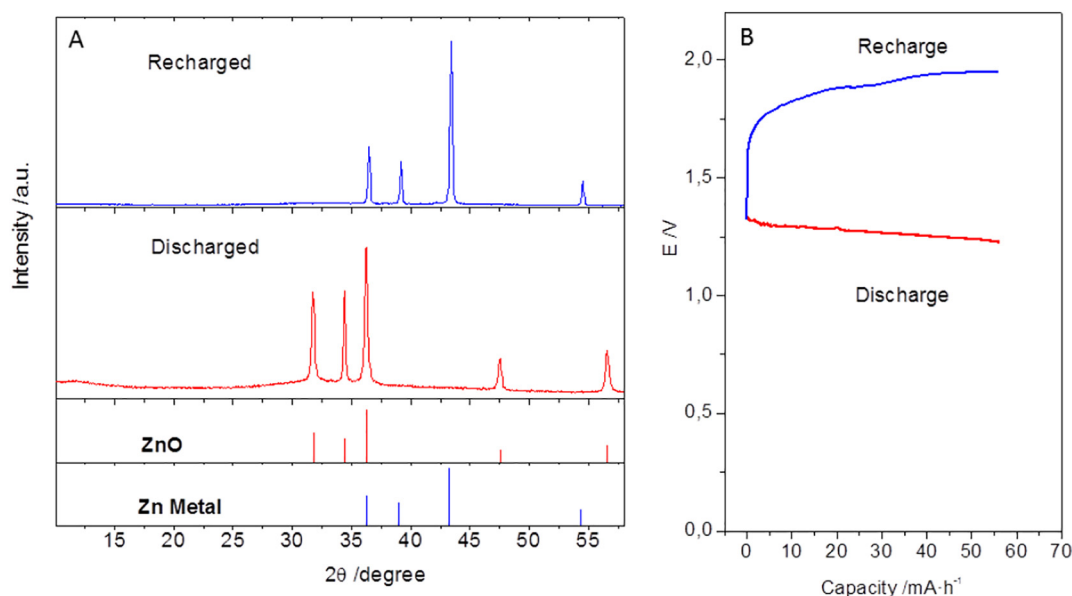 A
Recharged
Discharged
Intensity /a.u.
ZnO
Zn Metal
15 20 25 30 35 40 45 50 55
2θ /degree
B
Recharge
2,0
1,5
E /V
1,0
Discharge
0,5
0,0
0 10 20 30 40 50 60 70
Capacity /mA·h⁻¹